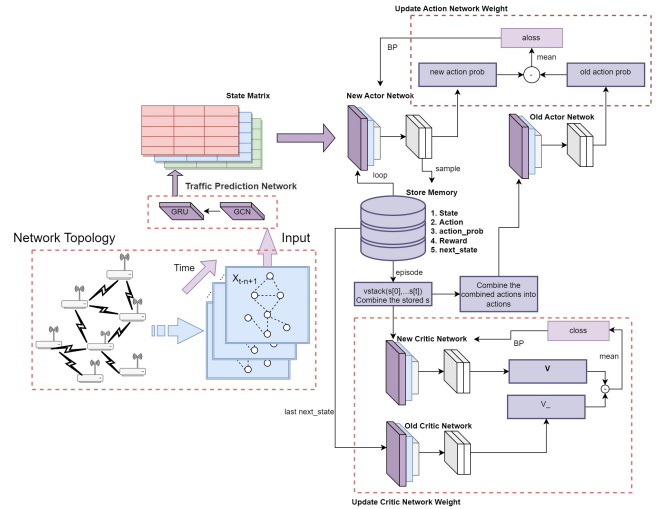 Update Action Network Weight
aloss
BP
mean
new action prob
-
old action prob
State Matrix
New Actor Netwok
Old Actor Netwok
loop
sample
Traffic Prediction Network
GRU
GCN
Store Memory
1. State
2. Action
3. action_prob
4. Reward
5. next_state
Network Topology
Input
Time
X t-n+1
episode
vstack(s[0],...s[t])
Combine the stored s
Combine the
combined actions into
actions
closs
BP
New Critic Network
mean
V
-
V_
last next_state
Old Critic Network
Update Critic Network Weight